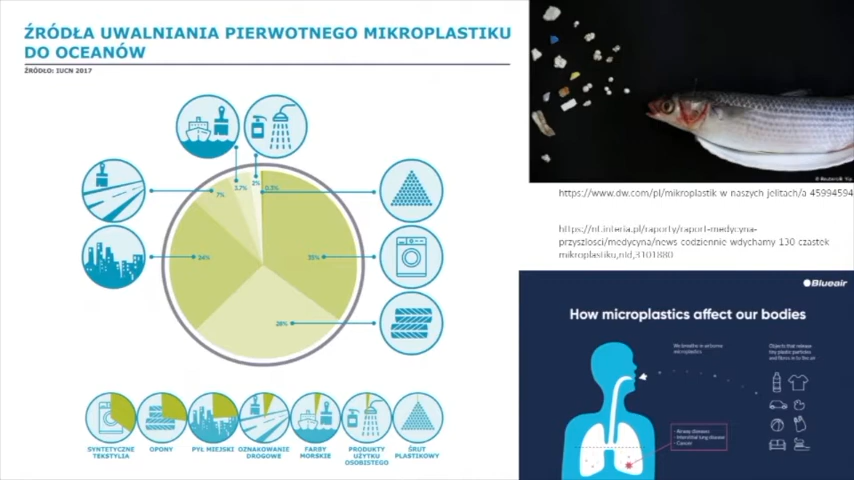 ŹRÓDŁA UWALNIANIA PIERWOTNEGO MIKROPLASTIKU
DO OCEANÓW
ŹRÓDŁO: IUCN 2017
3.7%
2%
0.3%
7%
24%
35%
28%
SYNTETYCZNE
TEKSTYLIA
OPONY
PYŁ MIEJSKI
OZNAKOWANIE
DROGOWE
FARBY
MORSKIE
PRODUKTY
UŻYTKU
OSOBISTEGO
ŚRUT
PLASTIKOWY
https://www.dw.com/pl/mikroplastik w naszych jelitach/a 45994594
https://nt.interia.pl/raporty/raport-medycyna-
przyszlosci/medycyna/news codziennie wdychamy 130 czastek
mikroplastiku,nId,3101880
Blueair
How microplastics affect our bodies
We breathe in airborne
microplastics
Objects that release
tiny plastic particles
and fibres in to the air
- Airway diseases
- Interstitial lung disease
- Cancer